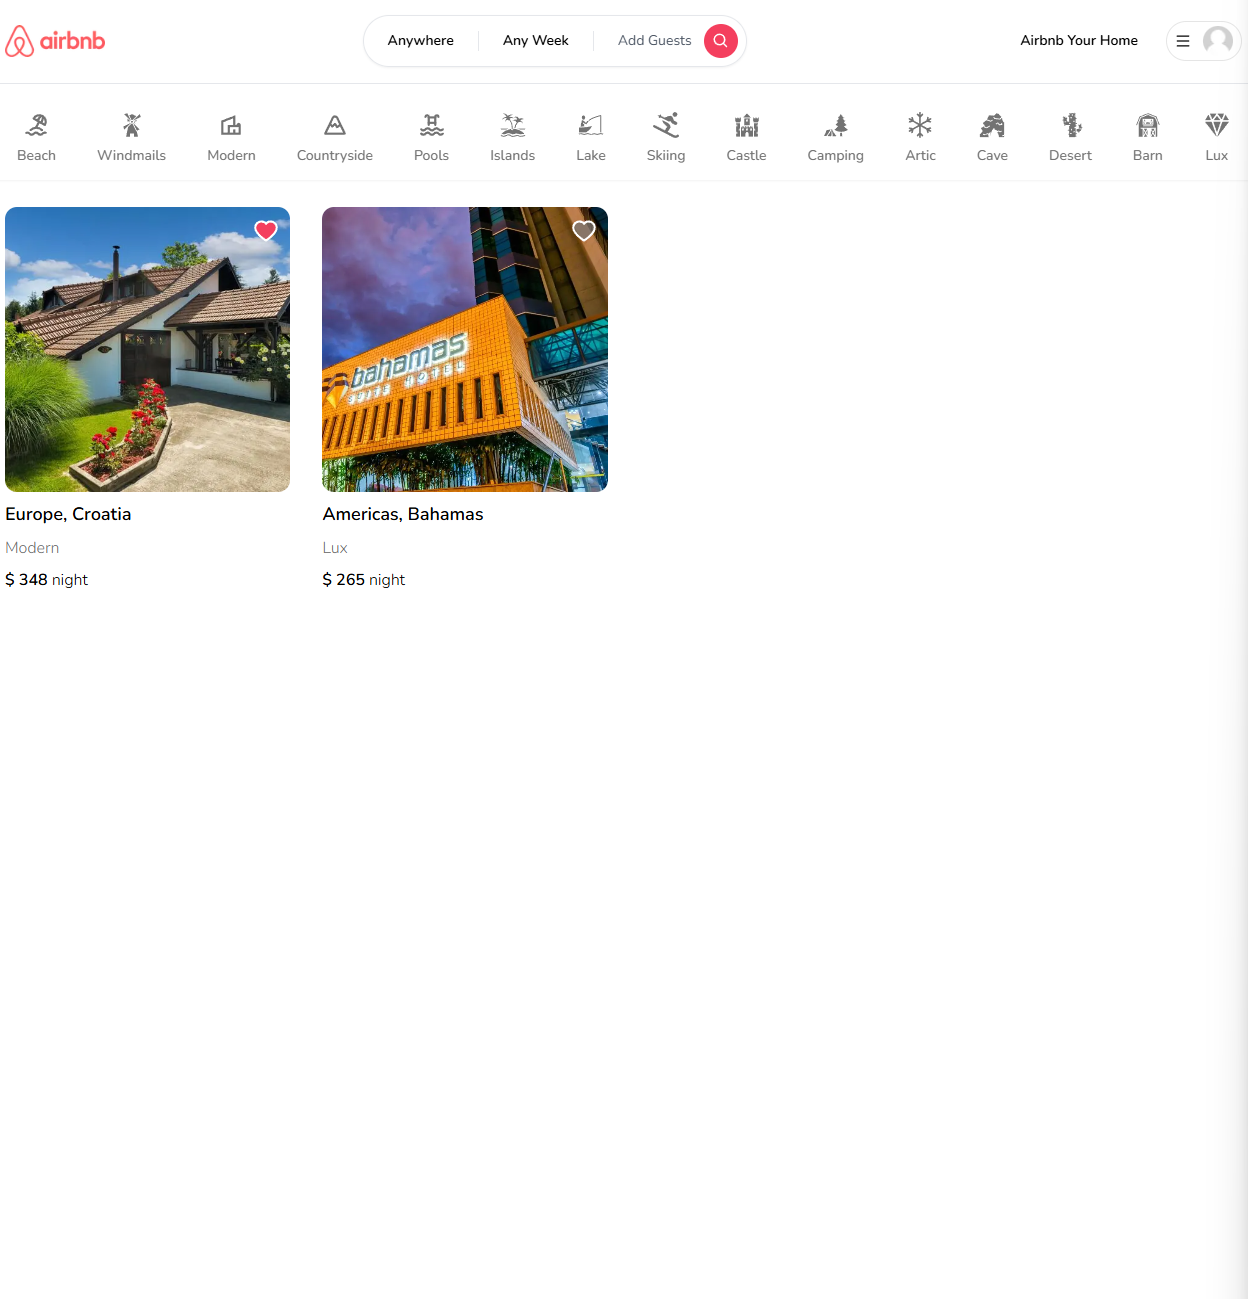 airbnb
Anywhere
Any Week
Add Guests
Airbnb Your Home
Beach
Windmails
Modern
Countryside
Pools
Islands
Lake
Skiing
Castle
Camping
Artic
Cave
Desert
Barn
Lux
bahamas
SUITE HOTEL
Europe, Croatia
Modern
$ 348 night
Americas, Bahamas
Lux
$ 265 night